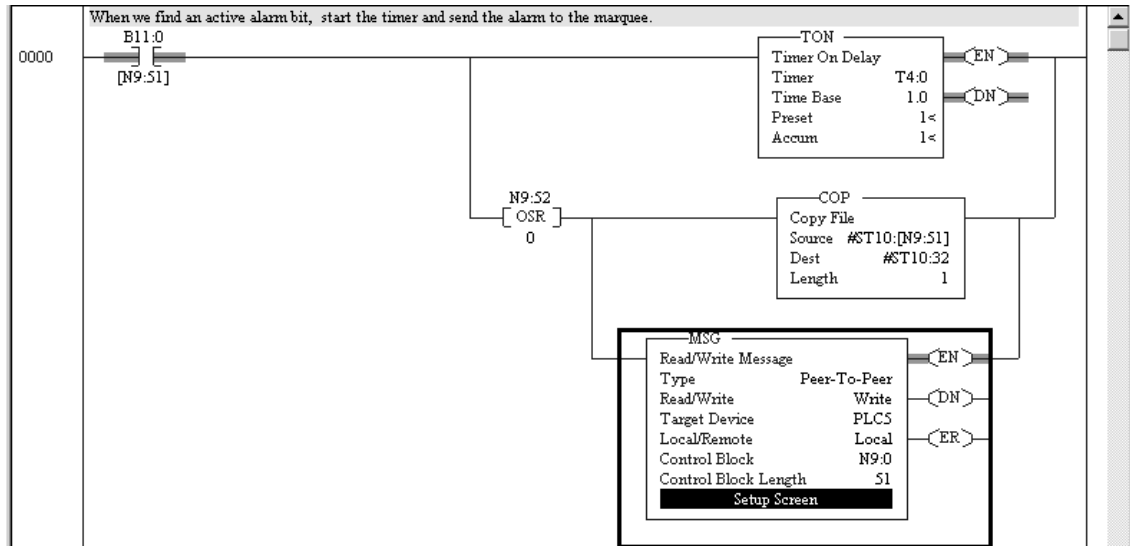 When we find an active alarm bit, start the timer and send the alarm to the marquee.
B11:0
0000
[N9:51]
TON
Timer On Delay
Timer T4:0
Time Base 1.0
Preset 1<
Accum 1<
EN
DN
N9:52
OSR
0
COP
Copy File
Source #ST10:[N9:51]
Dest #ST10:32
Length 1
MSG
Read/Write Message
Type Peer-To-Peer
Read/Write Write
Target Device PLC5
Local/Remote Local
Control Block N9:0
Control Block Length 51
Setup Screen
EN
DN
ER